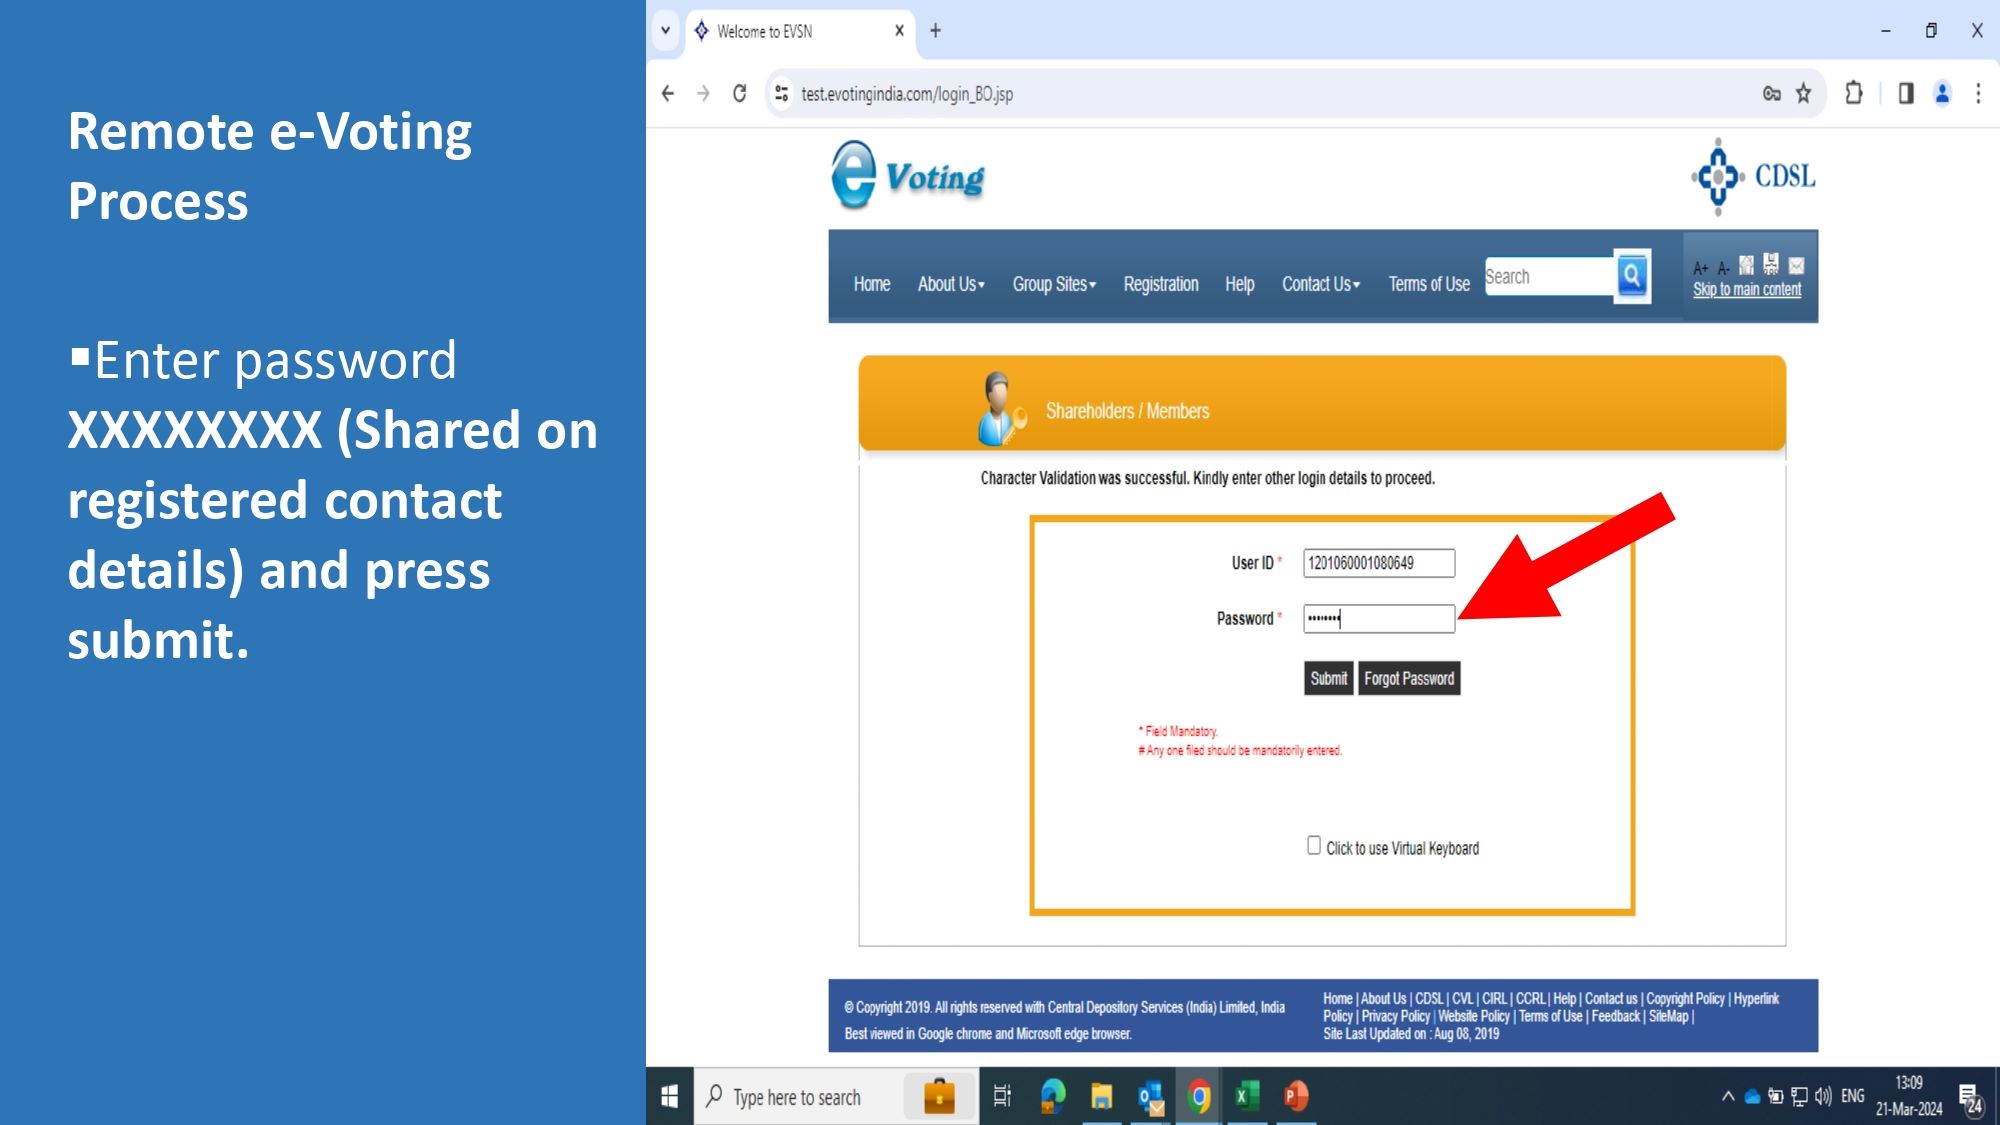 Remote e-Voting
Process
▪Enter password
XXXXXXXX (Shared on
registered contact
details) and press
submit.
Welcome to EVSN
test.evotingindia.com/login_BO.jsp
e Voting
CDSL
Home About Us▾ Group Sites▾ Registration Help Contact Us▾ Terms of Use Search
A+ A-
Skip to main content
Shareholders / Members
Character Validation was successful. Kindly enter other login details to proceed.
User ID * 1201060001080649
Password * ••••••••
Submit Forgot Password
* Field Mandatory.
# Any one filed should be mandatorily entered.
Click to use Virtual Keyboard
© Copyright 2019. All rights reserved with Central Depository Services (India) Limited, India
Best viewed in Google chrome and Microsoft edge browser.
Home | About Us | CDSL | CVL | CIRL | CCRL | Help | Contact us | Copyright Policy | Hyperlink
Policy | Privacy Policy | Website Policy | Terms of Use | Feedback | SiteMap |
Site Last Updated on : Aug 08, 2019
Type here to search
ENG
13:09
21-Mar-2024
24